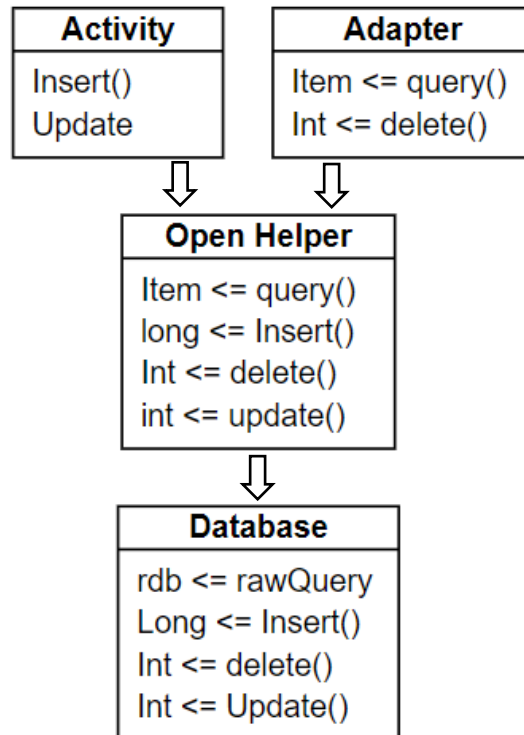 Activity
Insert()
Update
Adapter
Item <= query()
Int <= delete()
Open Helper
Item <= query()
long <= Insert()
Int <= delete()
int <= update()
Database
rdb <= rawQuery
Long <= Insert()
Int <= delete()
Int <= Update()